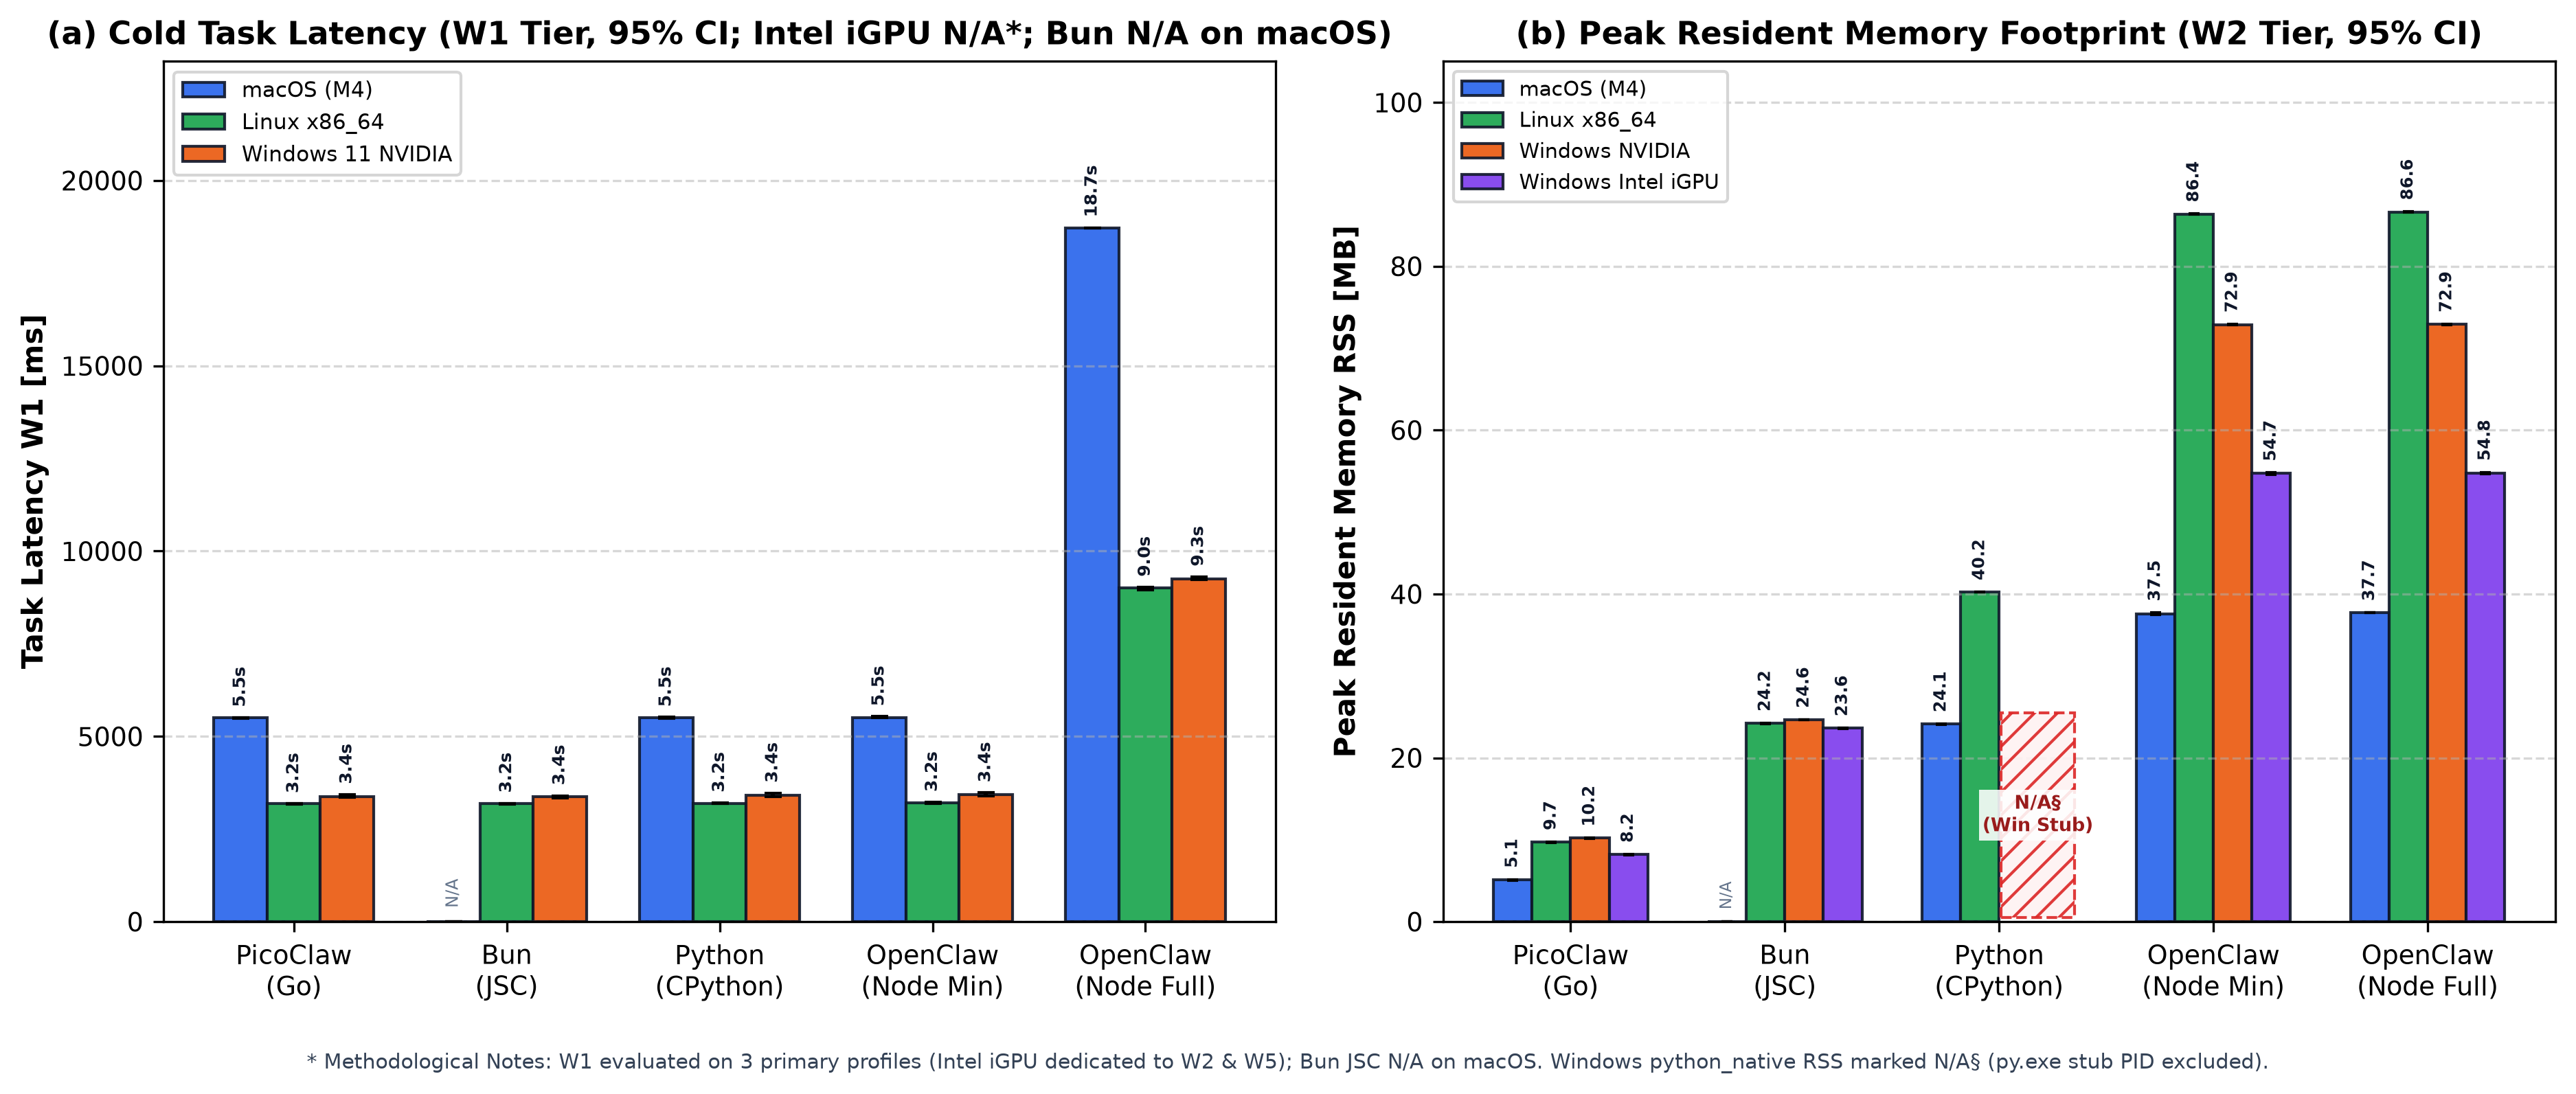 (a) Cold Task Latency (W1 Tier, 95% CI; Intel iGPU N/A*; Bun N/A on macOS)
macOS (M4)
Linux x86_64
Windows 11 NVIDIA
Task Latency W1 [ms]
20000
15000
10000
5000
0
5.5s
3.2s
3.4s
N/A
3.2s
3.4s
5.5s
3.2s
3.4s
5.5s
3.2s
3.4s
18.7s
9.0s
9.3s
PicoClaw
(Go)
Bun
(JSC)
Python
(CPython)
OpenClaw
(Node Min)
OpenClaw
(Node Full)
(b) Peak Resident Memory Footprint (W2 Tier, 95% CI)
macOS (M4)
Linux x86_64
Windows NVIDIA
Windows Intel iGPU
Peak Resident Memory RSS [MB]
100
80
60
40
20
0
5.1
9.7
10.2
8.2
N/A
24.2
24.6
23.6
24.1
40.2
N/A§
(Win Stub)
37.5
86.4
72.9
54.7
37.7
86.6
72.9
54.8
PicoClaw
(Go)
Bun
(JSC)
Python
(CPython)
OpenClaw
(Node Min)
OpenClaw
(Node Full)
* Methodological Notes: W1 evaluated on 3 primary profiles (Intel iGPU dedicated to W2 & W5); Bun JSC N/A on macOS. Windows python_native RSS marked N/A§ (py.exe stub PID excluded).